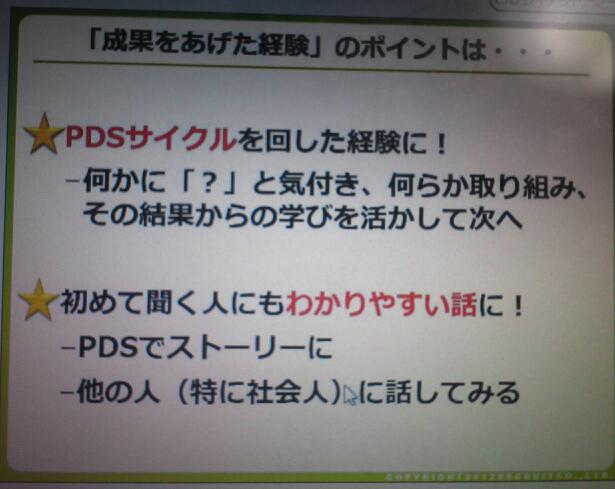 「成果をあげた経験」のポイントは・・・
PDSサイクルを回した経験に！
–何かに「？」と気付き、何らか取り組み、
その結果からの学びを活かして次へ
初めて聞く人にもわかりやすい話に！
–PDSでストーリーに
–他の人（特に社会人）に話してみる